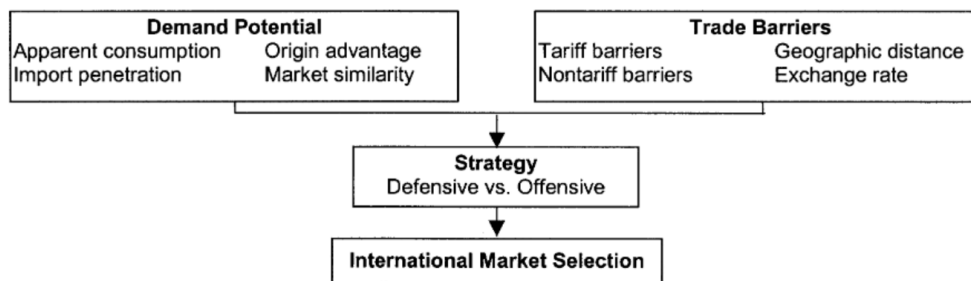 Demand Potential
Apparent consumption Origin advantage
Import penetration Market similarity
Trade Barriers
Tariff barriers Geographic distance
Nontariff barriers Exchange rate
Strategy
Defensive vs. Offensive
International Market Selection